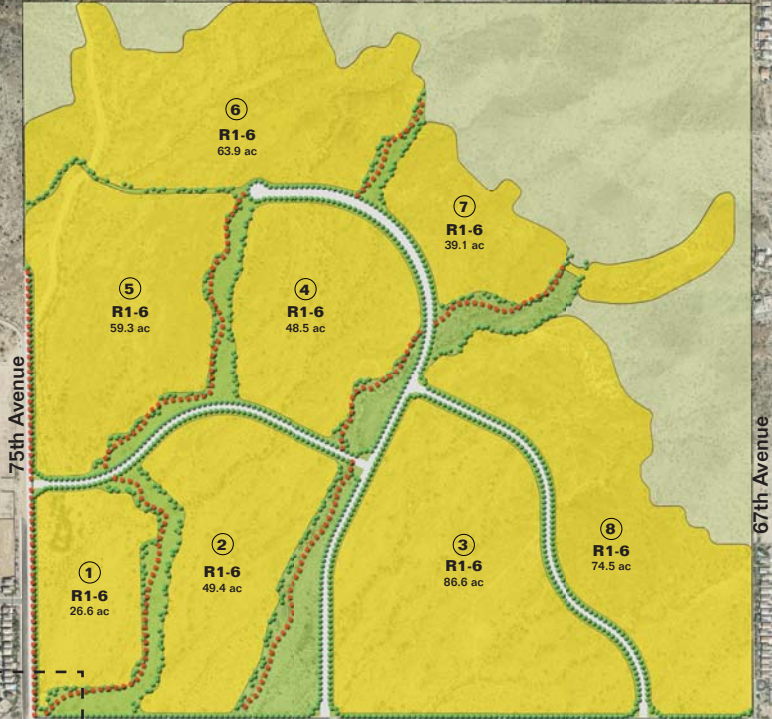 6
R1-6
63.9 ac
7
R1-6
39.1 ac
5
R1-6
59.3 ac
4
R1-6
48.5 ac
75th Avenue
67th Avenue
2
R1-6
49.4 ac
3
R1-6
86.6 ac
8
R1-6
74.5 ac
1
R1-6
26.6 ac